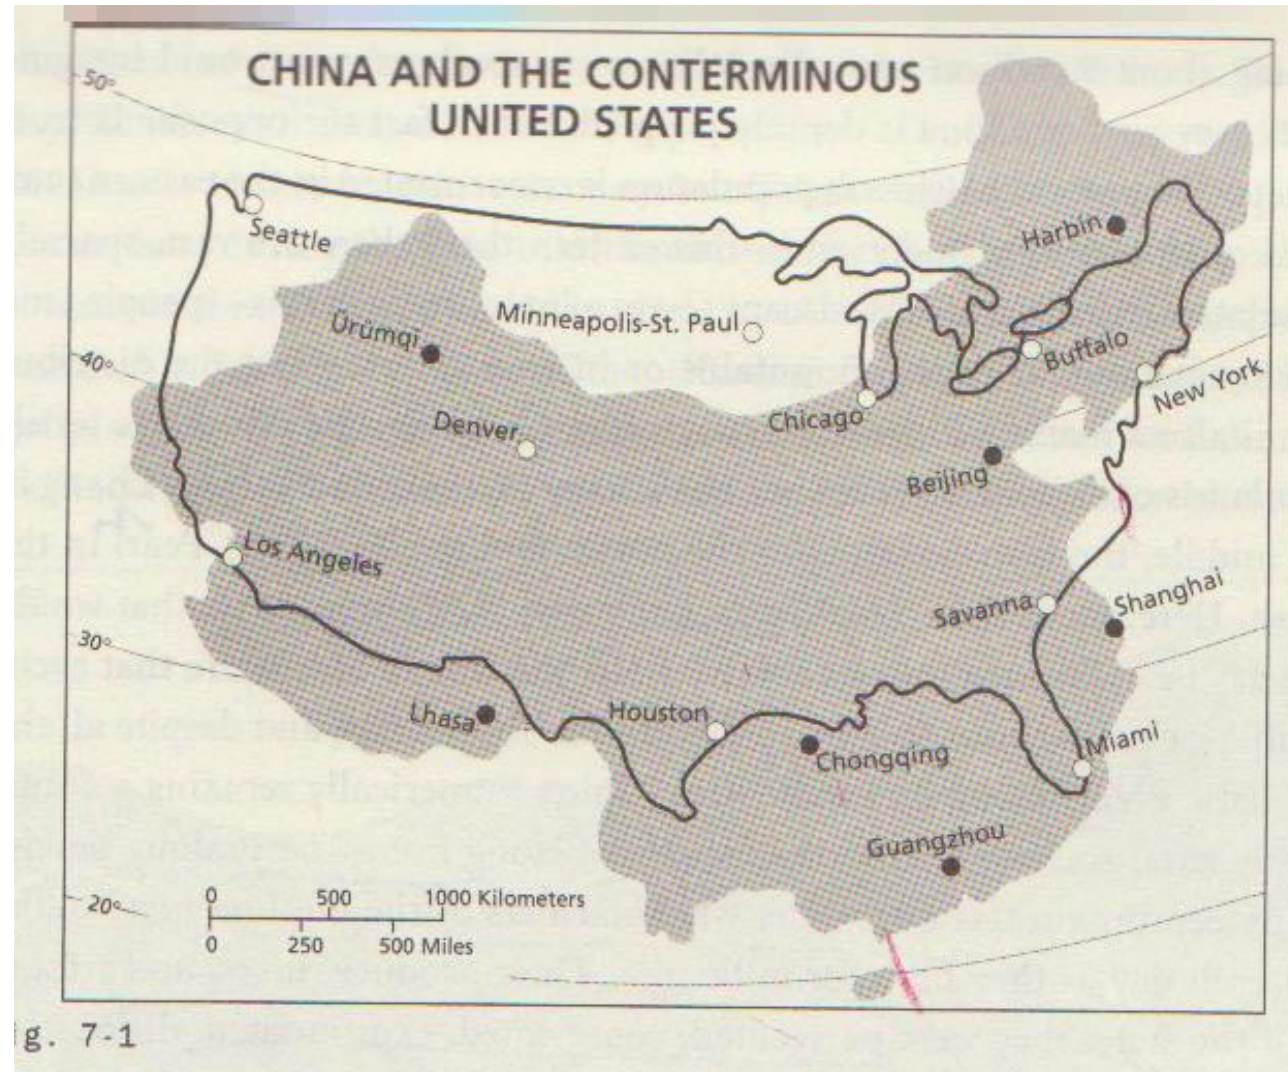 CHINA AND THE CONTERMINOUS
UNITED STATES
50°
Seattle
Harbin
Ürümqi
Minneapolis-St. Paul
Buffalo
40°
New York
Denver
Chicago
Beijing
Los Angeles
Savanna
Shanghai
30°
Lhasa
Houston
Chongqing
Miami
Guangzhou
20°
0 500 1000 Kilometers
0 250 500 Miles
g. 7-1